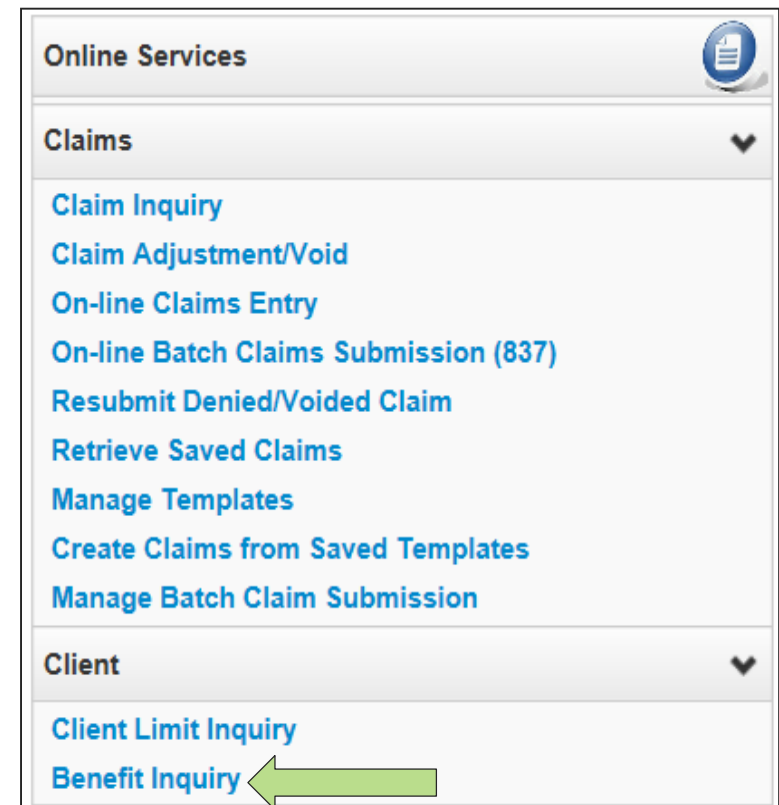 Online Services
Claims
Claim Inquiry
Claim Adjustment/Void
On-line Claims Entry
On-line Batch Claims Submission (837)
Resubmit Denied/Voided Claim
Retrieve Saved Claims
Manage Templates
Create Claims from Saved Templates
Manage Batch Claim Submission
Client
Client Limit Inquiry
Benefit Inquiry